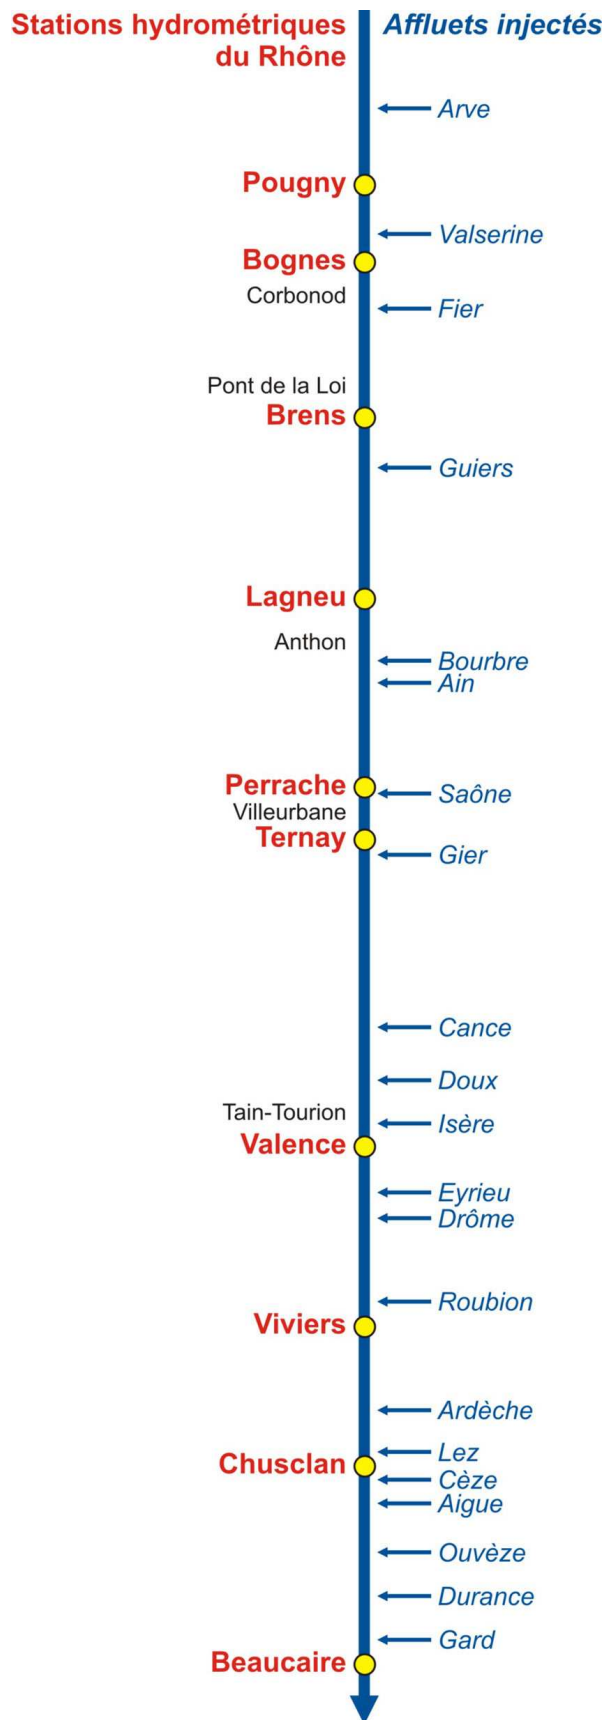 Stations hydrométriques
du Rhône
Affluets injectés
Arve
Pougny
Valserine
Bognes
Corbonod
Fier
Pont de la Loi
Brens
Guiers
Lagneu
Anthon
Bourbre
Ain
Perrache
Saône
Villeurbane
Ternay
Gier
Cance
Doux
Tain-Tourion
Isère
Valence
Eyrieu
Drôme
Roubion
Viviers
Ardèche
Lez
Chusclan
Cèze
Aigue
Ouvèze
Durance
Gard
Beaucaire